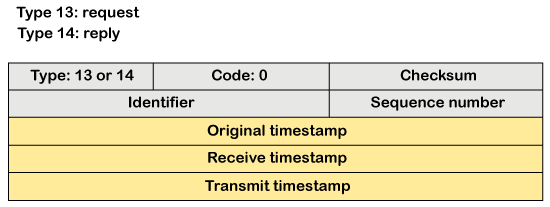 Type 13: request
Type 14: reply
Type: 13 or 14 Code: 0 Checksum
Identifier Sequence number
Original timestamp
Receive timestamp
Transmit timestamp